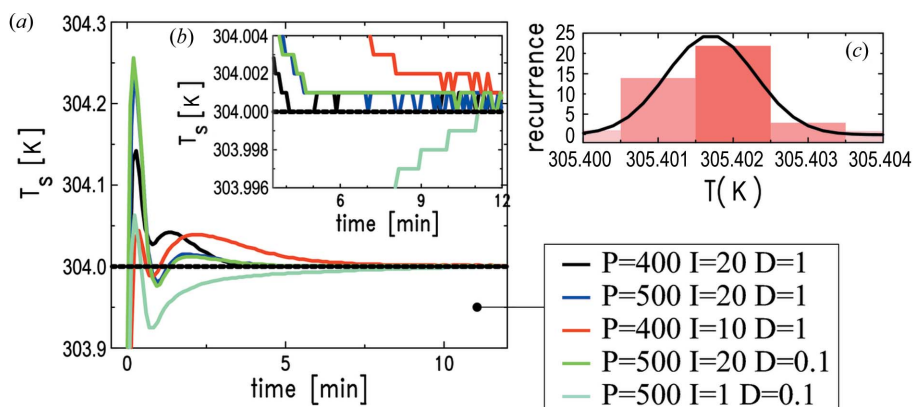 (a)
304.3
304.2
304.1
304.0
303.9
T_s [K]
0
5
10
time [min]
(b)
304.004
304.002
304.000
303.998
303.996
T_s [K]
6
8
10
12
time [min]
(c)
25
20
15
10
5
0
recurrence
305.400
305.401
305.402
305.403
305.404
T(K)
P=400 I=20 D=1
P=500 I=20 D=1
P=400 I=10 D=1
P=500 I=20 D=0.1
P=500 I=1 D=0.1